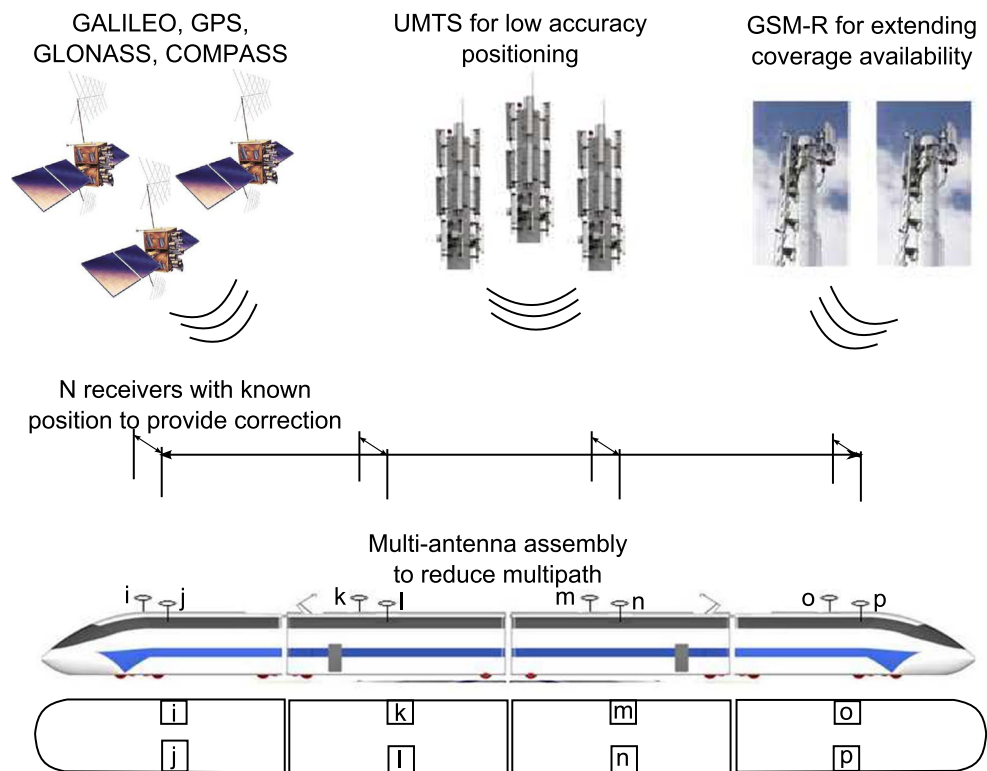 GALILEO, GPS,
GLONASS, COMPASS
UMTS for low accuracy
positioning
GSM-R for extending
coverage availability
N receivers with known
position to provide correction
Multi-antenna assembly
to reduce multipath
i j k l m n o p
i k m o
j l n p